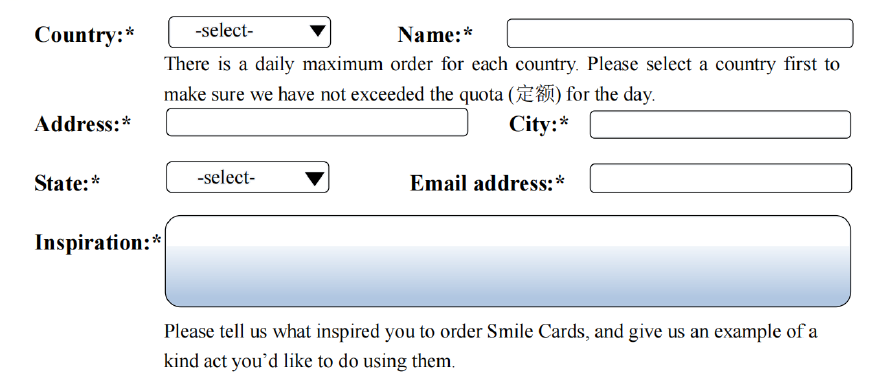 Country:* -select- Name:*
There is a daily maximum order for each country. Please select a country first to
make sure we have not exceeded the quota (定额) for the day.
Address:* City:*
State:* -select- Email address:*
Inspiration:*
Please tell us what inspired you to order Smile Cards, and give us an example of a
kind act you’d like to do using them.